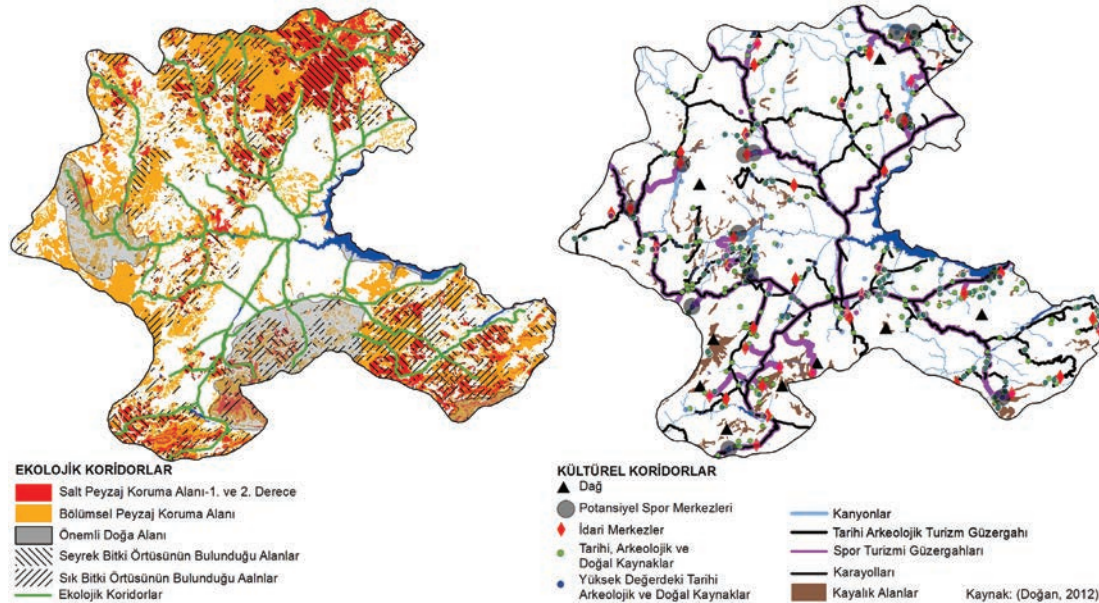 EKOLOJİK KORİDORLAR
Salt Peyzaj Koruma Alanı-1. ve 2. Derece
Bölümsel Peyzaj Koruma Alanı
Önemli Doğa Alanı
Seyrek Bitki Örtüsünün Bulunduğu Alanlar
Sık Bitki Örtüsünün Bulunduğu Aalnlar
Ekolojik Koridorlar
KÜLTÜREL KORİDORLAR
Dağ
Potansiyel Spor Merkezleri
İdari Merkezler
Tarihi, Arkeolojik ve
Doğal Kaynaklar
Yüksek Değerdeki Tarihi
Arkeolojik ve Doğal Kaynaklar
Kanyonlar
Tarihi Arkeolojik Turizm Güzergahı
Spor Turizmi Güzergahları
Karayolları
Kayalık Alanlar
Kaynak: (Doğan, 2012)